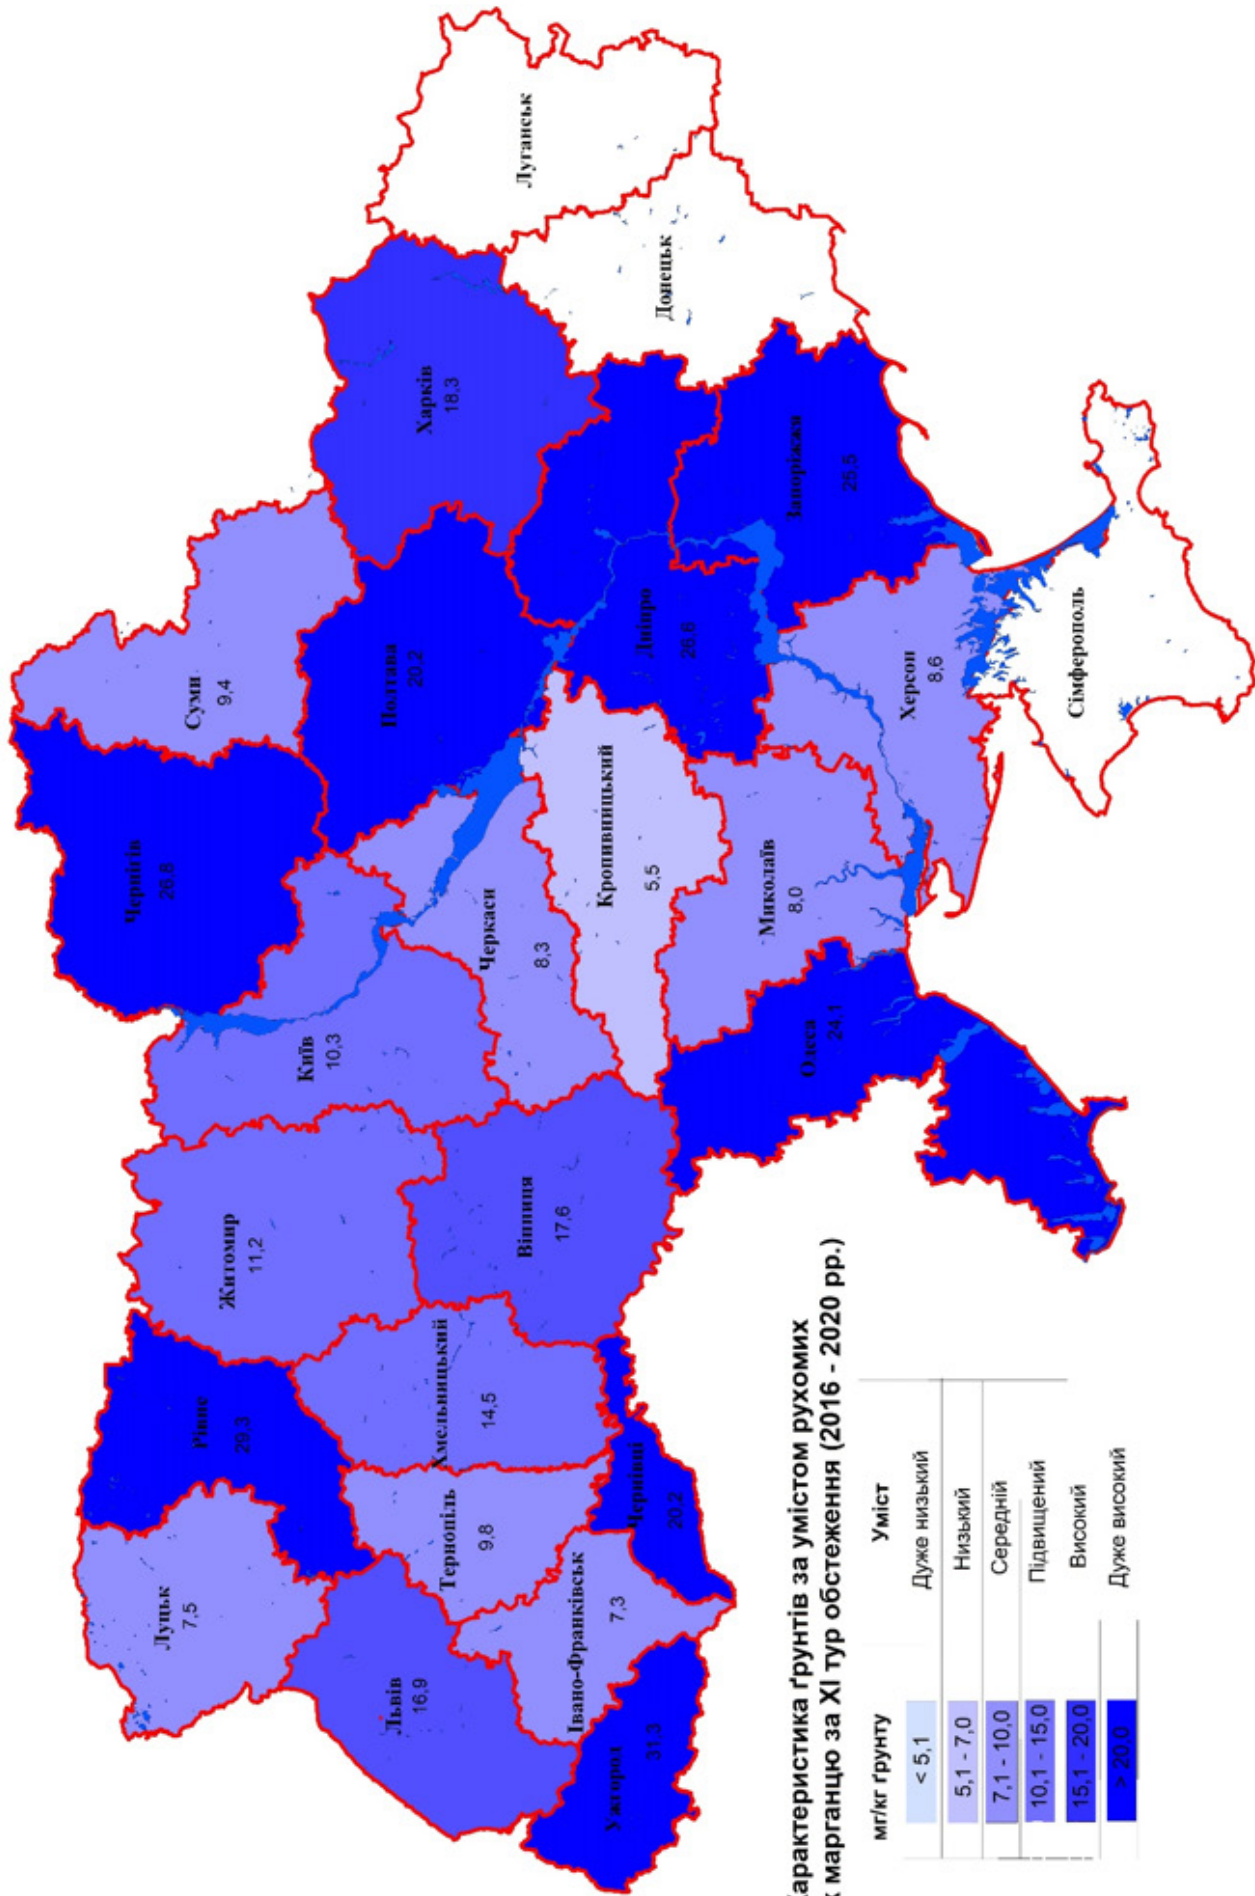 Луганськ
Донецьк
Харків
18,3
Суми
9,4
Полтава
20,2
Дніпро
26,6
Запоріжжя
25,5
Херсон
8,6
Сімферополь
Чернігів
26,8
Київ
10,3
Черкаси
8,3
Кропивницький
5,5
Миколаїв
8,0
Одеса
24,1
Житомир
11,2
Вінниця
17,6
Рівне
29,3
Хмельницький
14,5
Чернівці
20,2
Луцьк
7,5
Тернопіль
9,8
Львів
16,9
Івано-Франківськ
7,3
Ужгород
31,3
арактеристика ґрунтів за умістом рухомих
к марганцю за XI тур обстеження (2016 - 2020 рр.)
мг/кг ґрунту Уміст
< 5,1 Дуже низький
5,1 - 7,0 Низький
7,1 - 10,0 Середній
10,1 - 15,0 Підвищений
15,1 - 20,0 Високий
> 20,0 Дуже високий